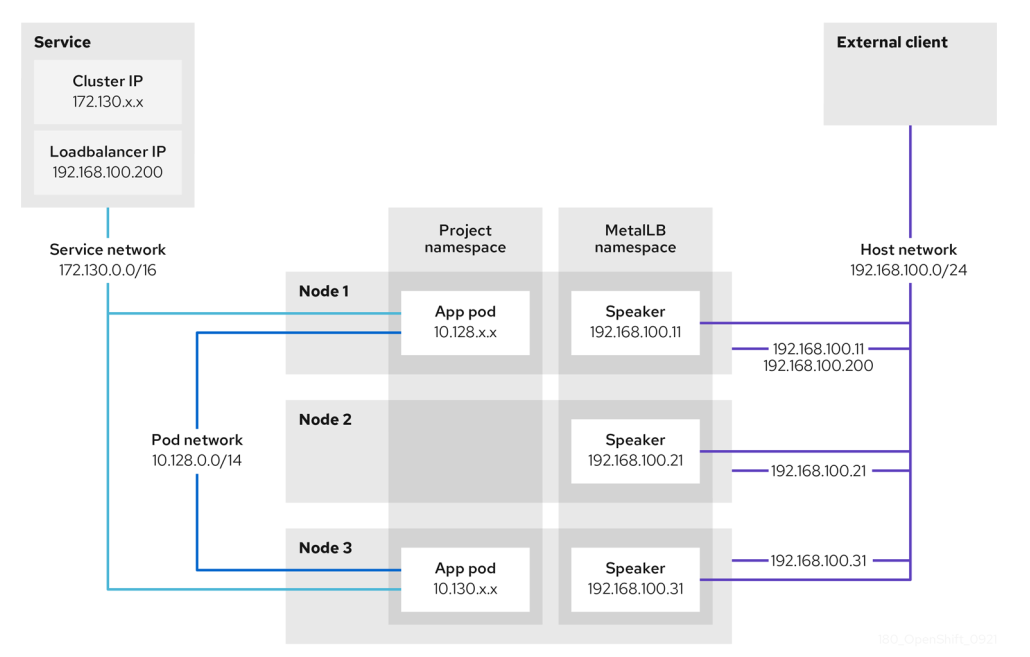 Service
Cluster IP
172.130.x.x
Loadbalancer IP
192.168.100.200
External client
Service network
172.130.0.0/16
Project
namespace
MetalLB
namespace
Host network
192.168.100.0/24
Node 1
App pod
10.128.x.x
Speaker
192.168.100.11
192.168.100.11
192.168.100.200
Node 2
Speaker
192.168.100.21
192.168.100.21
Pod network
10.128.0.0/14
Node 3
App pod
10.130.x.x
Speaker
192.168.100.31
192.168.100.31
180_OpenShift_0921